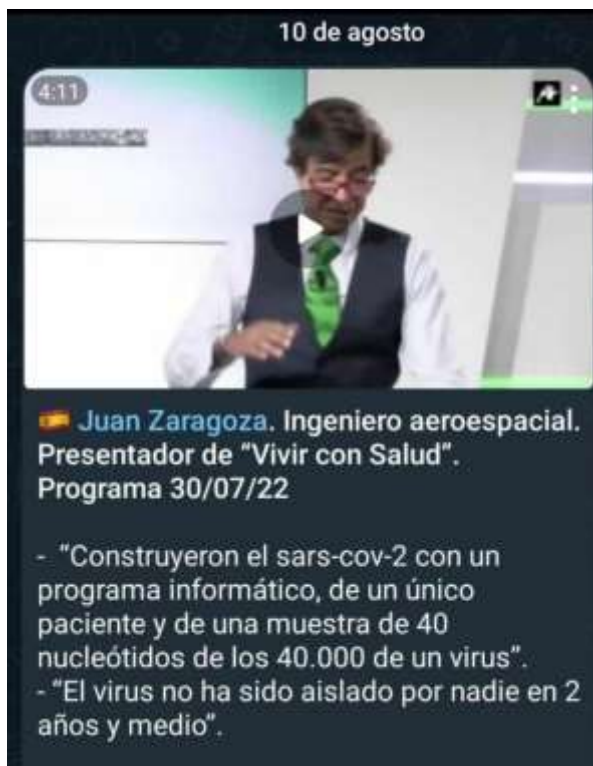 10 de agosto
4:11
Juan Zaragoza. Ingeniero aeroespacial.
Presentador de “Vivir con Salud”.
Programa 30/07/22
- “Construyeron el sars-cov-2 con un
programa informático, de un único
paciente y de una muestra de 40
nucleótidos de los 40.000 de un virus”.
- “El virus no ha sido aislado por nadie en 2
años y medio”.